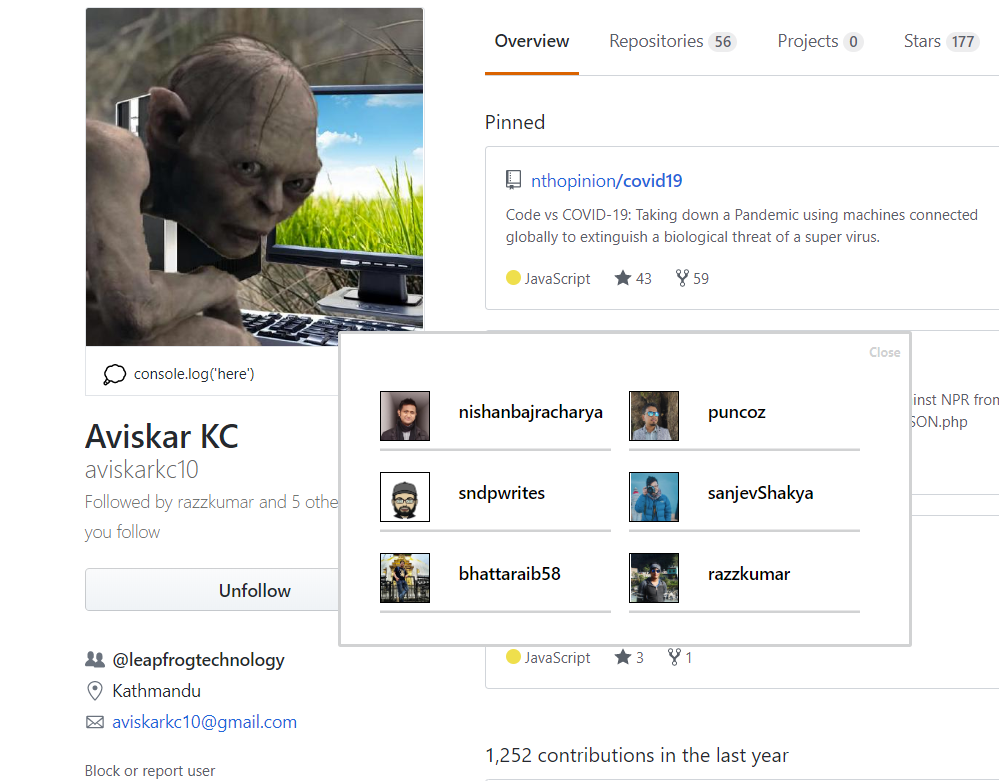 Overview
Repositories 56
Projects 0
Stars 177
Pinned
nthopinion/covid19
Code vs COVID-19: Taking down a Pandemic using machines connected
globally to extinguish a biological threat of a super virus.
JavaScript 43 59
console.log('here')
Aviskar KC
aviskarkc10
Followed by razzkumar and 5 othe
you follow
Unfollow
@leapfrogtechnology
Kathmandu
aviskarkc10@gmail.com
Block or report user
Close
nishanbajracharya
puncoz
sndpwrites
sanjevShakya
bhattaraib58
razzkumar
inst NPR from
SON.php
JavaScript 3 1
1,252 contributions in the last year